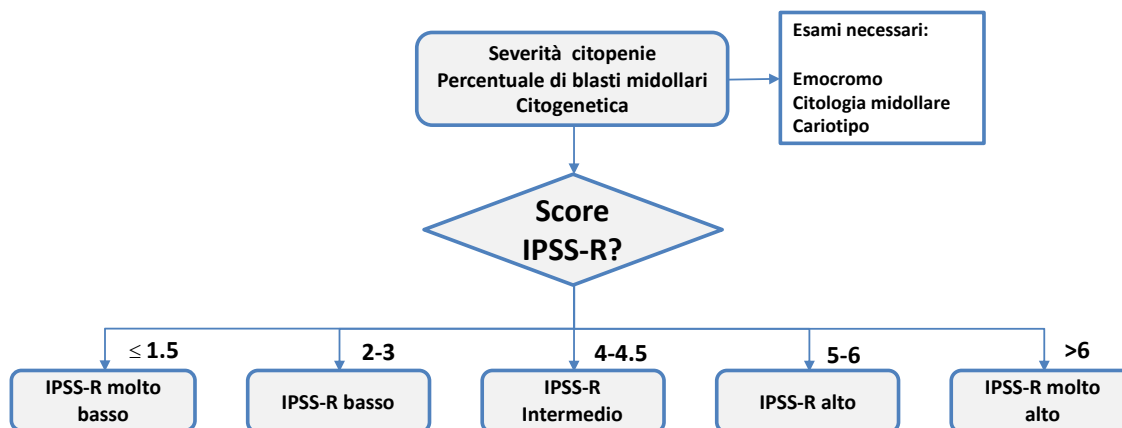 Severità citopenie
Percentuale di blasti midollari
Citogenetica
Esami necessari:
Emocromo
Citologia midollare
Cariotipo
Score
IPSS-R?
≤ 1.5
2-3
4-4.5
5-6
>6
IPSS-R molto
basso
IPSS-R basso
IPSS-R
Intermedio
IPSS-R alto
IPSS-R molto
alto